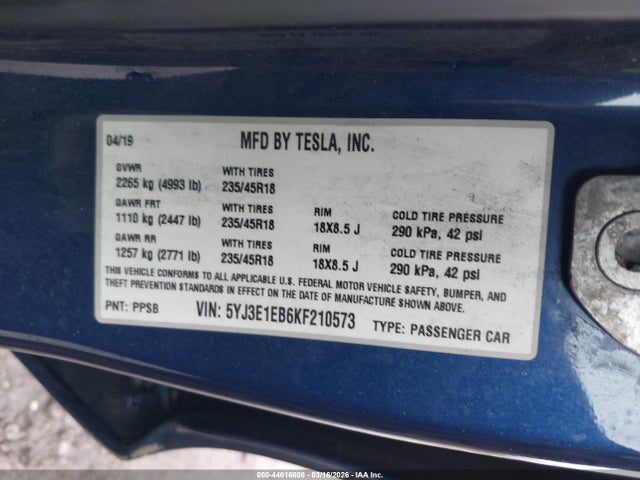 04/19 MFD BY TESLA, INC.
GVWR WITH TIRES
2265 kg (4993 lb) 235/45R18
GAWR FRT WITH TIRES RIM COLD TIRE PRESSURE
1110 kg (2447 lb) 235/45R18 18X8.5 J 290 kPa, 42 psi
GAWR RR WITH TIRES RIM COLD TIRE PRESSURE
1257 kg (2771 lb) 235/45R18 18X8.5 J 290 kPa, 42 psi
THIS VEHICLE CONFORMS TO ALL APPLICABLE U.S. FEDERAL MOTOR VEHICLE SAFETY, BUMPER, AND
THEFT PREVENTION STANDARDS IN EFFECT ON THE DATE OF MANUFACTURE SHOWN ABOVE.
PNT: PPSB VIN: 5YJ3E1EB6KF210573 TYPE: PASSENGER CAR
000-44616808 - 03/16/2026 - IAA Inc.